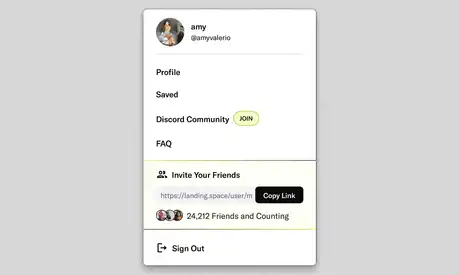 amy
@amyvalerio
Profile
Saved
Discord Community JOIN
FAQ
Invite Your Friends
https://landing.space/user/m Copy Link
24,212 Friends and Counting
Sign Out